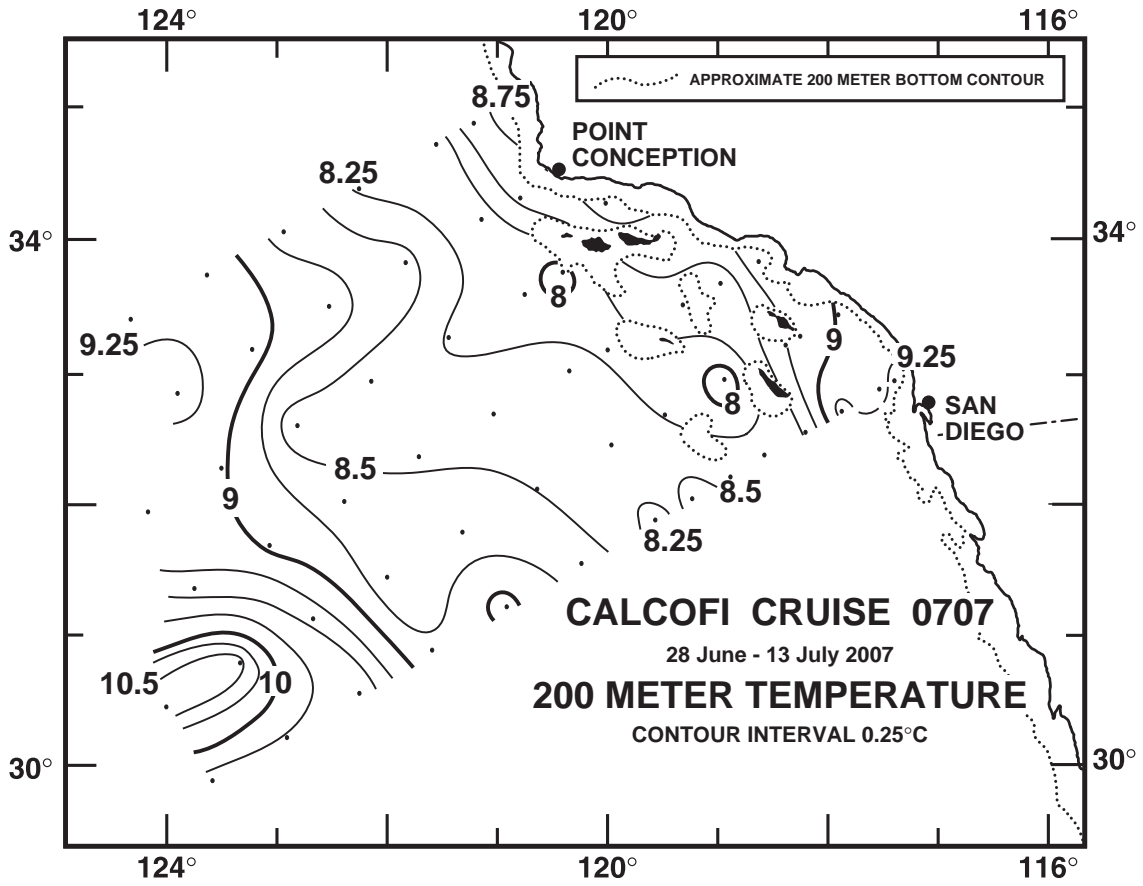 124° 120° 116°
APPROXIMATE 200 METER BOTTOM CONTOUR
8.75
POINT
CONCEPTION
8.25
34° 34°
8
9.25 9 9.25
8 SAN
DIEGO
8.5
9 8.5
8.25
CALCOFI CRUISE 0707
28 June - 13 July 2007
10.5 10
200 METER TEMPERATURE
CONTOUR INTERVAL 0.25°C
30° 30°
124° 120° 116°